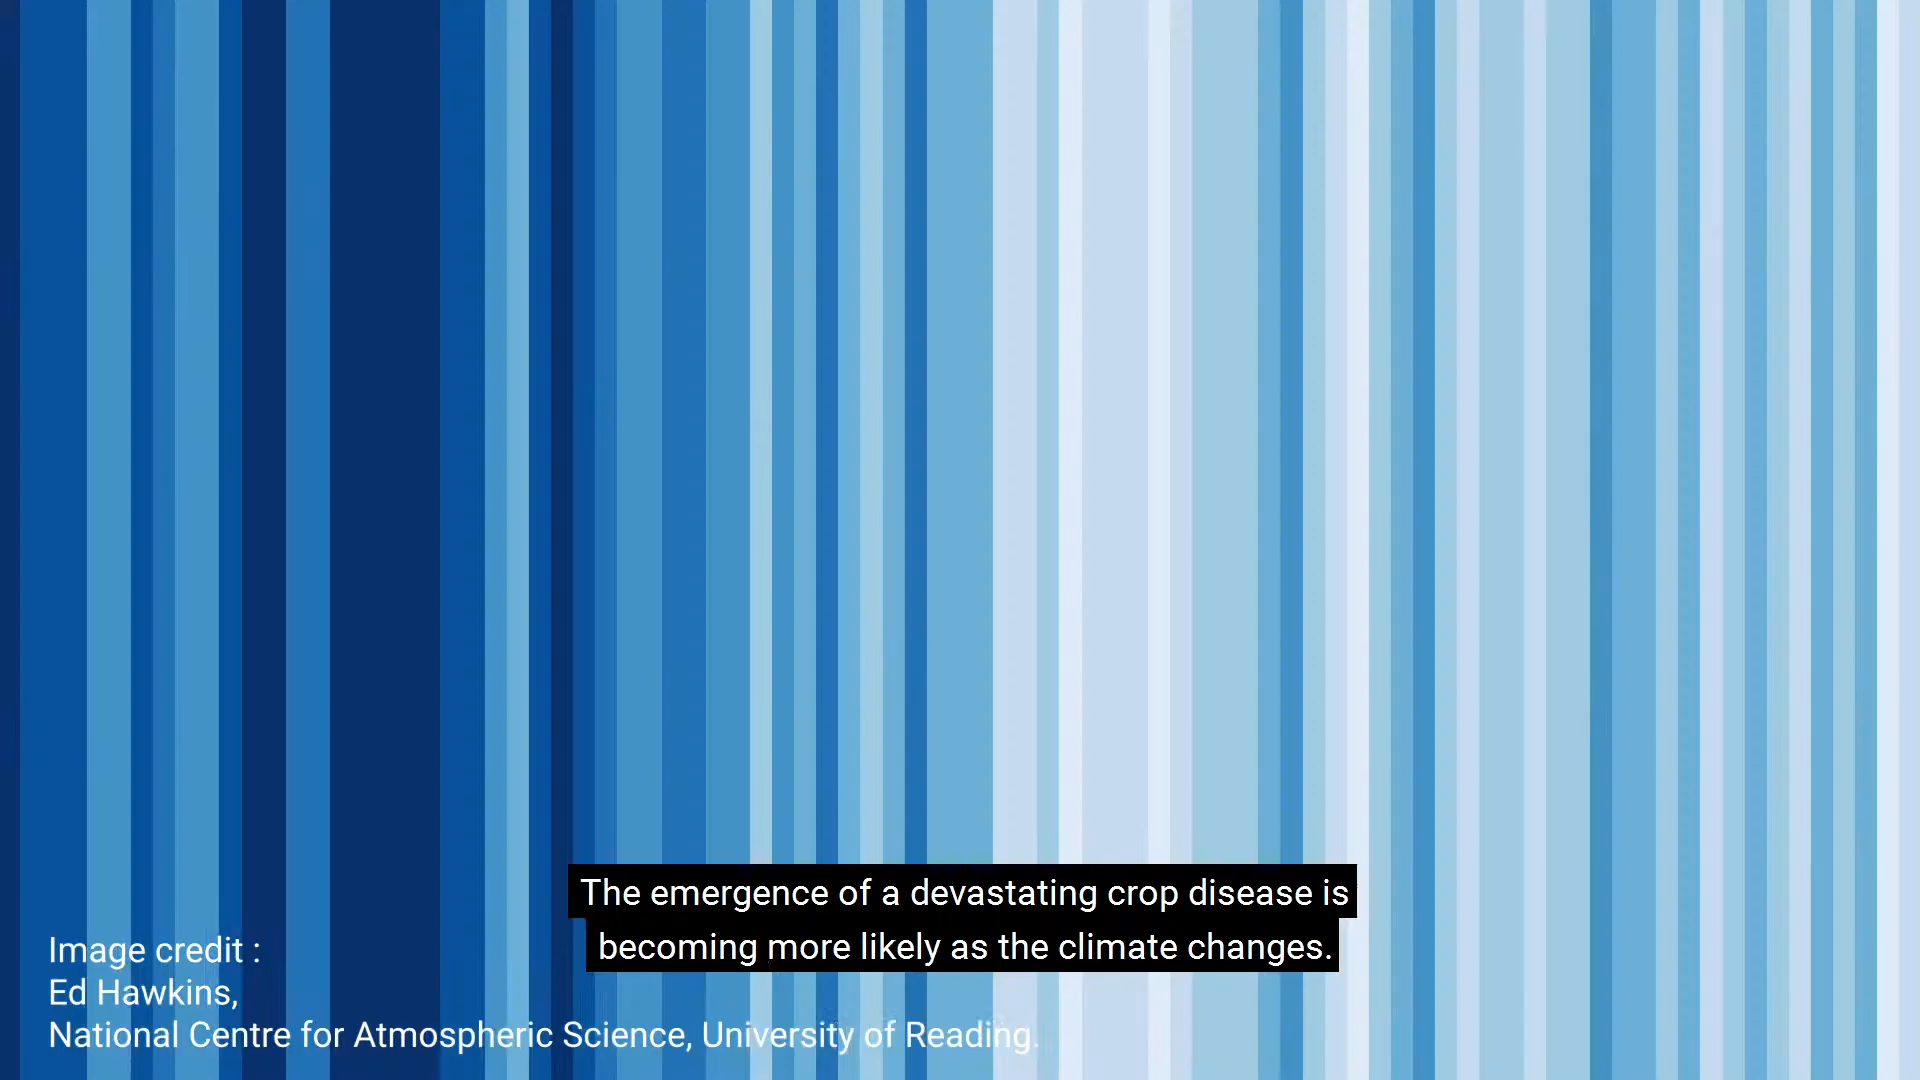 The emergence of a devastating crop disease is
becoming more likely as the climate changes.
Image credit :
Ed Hawkins,
National Centre for Atmospheric Science, University of Reading.